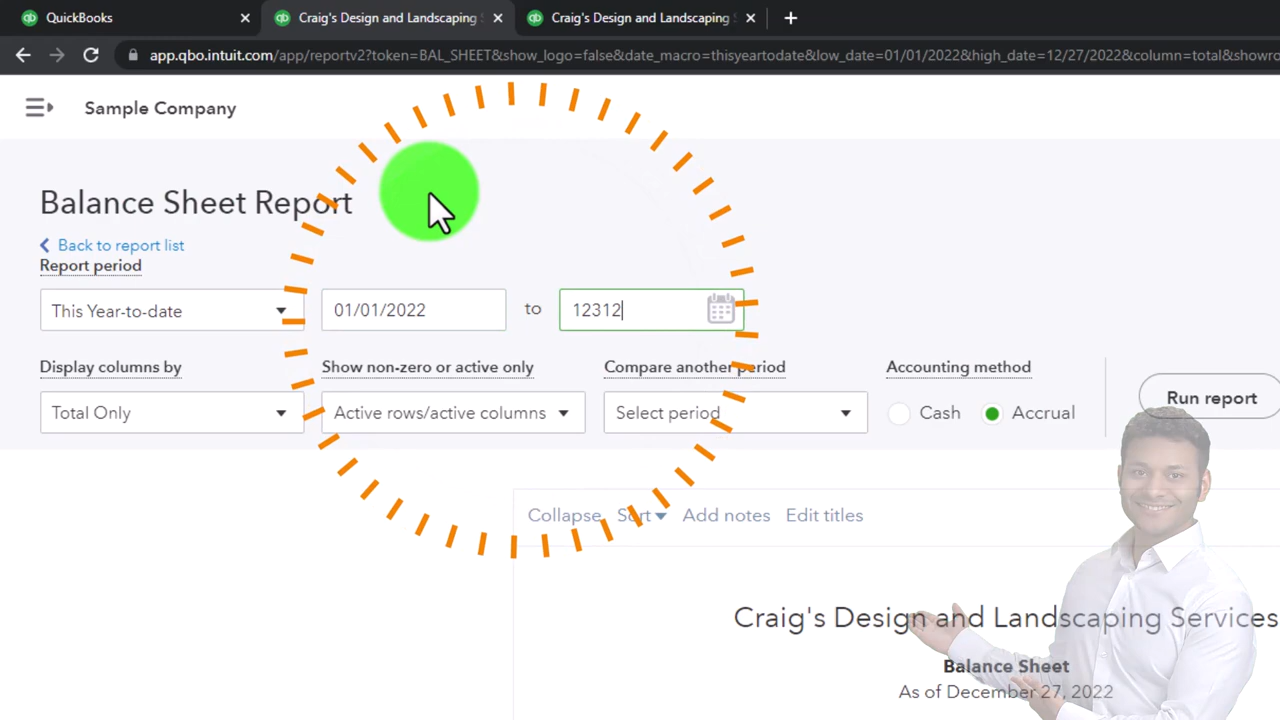 QuickBooks
Craig's Design and Landscaping S
Craig's Design and Landscaping
app.qbo.intuit.com/app/reportv2?token=BAL_SHEET&show_logo=false&date_macro=thisyeartodate&low_date=01/01/2022&high_date=12/27/2022&column=total&showro
Sample Company
Balance Sheet Report
Back to report list
Report period
This Year-to-date 01/01/2022 to 12312
Display columns by Show non-zero or active only Compare another period Accounting method
Total Only Active rows/active columns Select period Cash Accrual Run report
Collapse Sort Add notes Edit titles
Craig's Design and Landscaping Services
Balance Sheet
As of December 27, 2022